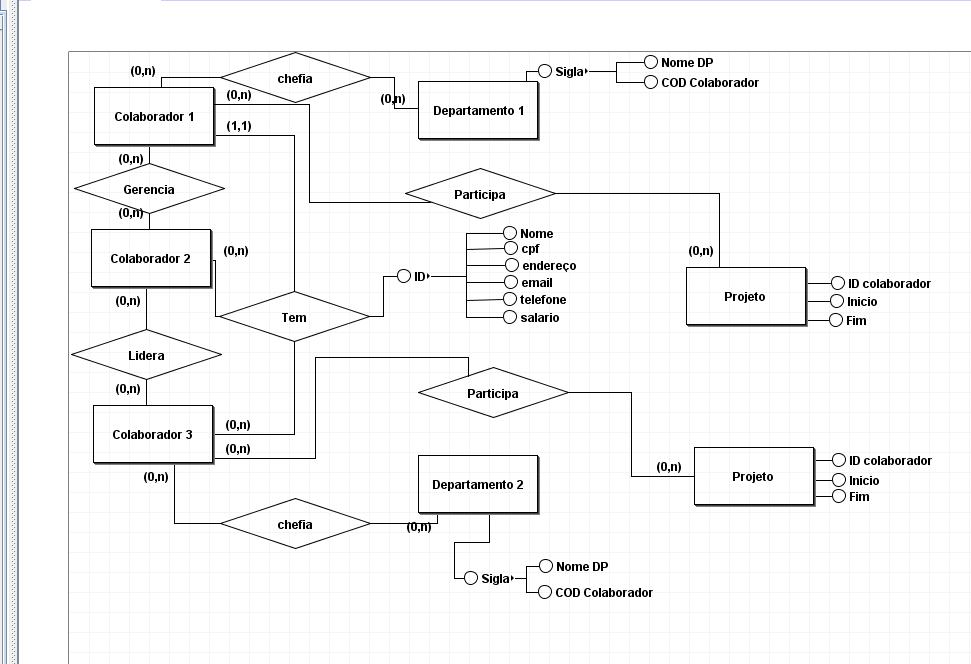 (0,n)
chefia
Sigla
Nome DP
COD Colaborador
(0,n)
(0,n)
Colaborador 1
Departamento 1
(1,1)
(0,n)
Gerencia
Participa
(0,n)
(0,n)
Colaborador 2
(0,n)
Nome
cpf
endereço
email
telefone
salario
ID
(0,n)
Projeto
ID colaborador
Inicio
Fim
Tem
Lidera
(0,n)
Participa
Colaborador 3
(0,n)
(0,n)
(0,n)
Departamento 2
(0,n)
Projeto
ID colaborador
Inicio
Fim
chefia
(0,n)
Sigla
Nome DP
COD Colaborador